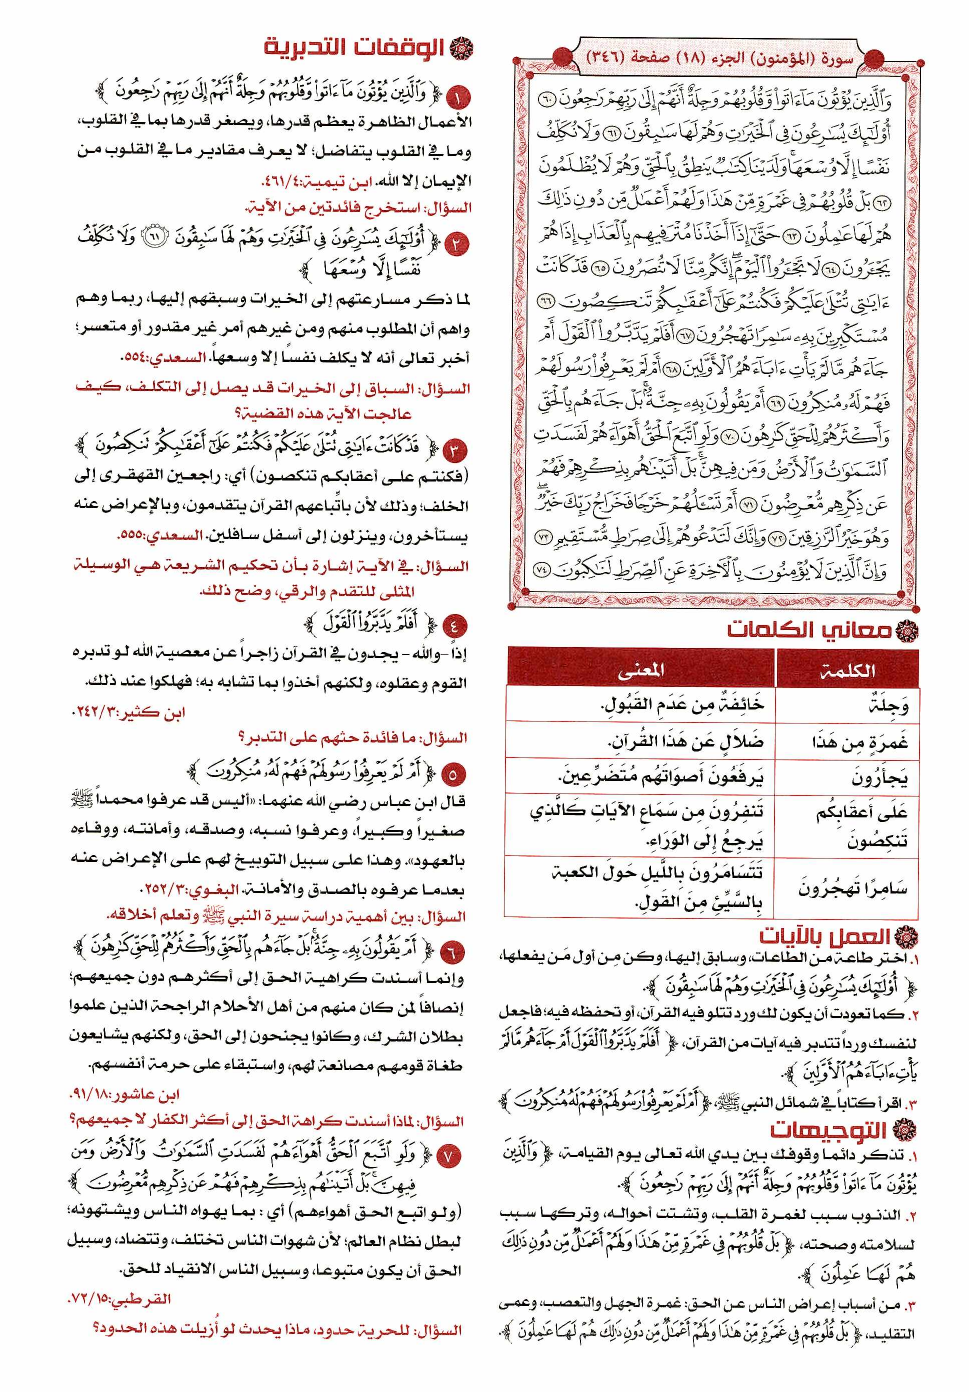 سورة (المؤمنون) الجزء (١٨) صفحة (٣٤٦)
وَٱلَّذِينَ يُؤْتُونَ مَآ ءَاتَوا۟ وَّقُلُوبُهُمْ وَجِلَةٌ أَنَّهُمْ إِلَىٰ رَبِّهِمْ رَٰجِعُونَ ٦٠
أُو۟لَٰٓئِكَ يُسَٰرِعُونَ فِى ٱلْخَيْرَٰتِ وَهُمْ لَهَا سَٰبِقُونَ ٦١ وَلَا نُكَلِّفُ
نَفْسًا إِلَّا وُسْعَهَا وَلَدَيْنَا كِتَٰبٌ يَنطِقُ بِٱلْحَقِّ وَهُمْ لَا يُظْلَمُونَ
٦٢ بَلْ قُلُوبُهُمْ فِى غَمْرَةٍ مِّنْ هَٰذَا وَلَهُمْ أَعْمَٰلٌ مِّن دُونِ ذَٰلِكَ
هُمْ لَهَا عَٰمِلُونَ ٦٣ حَتَّىٰٓ إِذَآ أَخَذْنَا مُتْرَفِيهِم بِٱلْعَذَابِ إِذَا هُمْ
يَجْـَٔرُونَ ٦٤ لَا تَجْـَٔرُوا۟ ٱلْيَوْمَ إِنَّكُم مِّنَّا لَا تُنصَرُونَ ٦٥ قَدْ كَانَتْ
ءَايَٰتِى تُتْلَىٰ عَلَيْكُمْ فَكُنتُمْ عَلَىٰٓ أَعْقَٰبِكُمْ تَنكِصُونَ ٦٦
مُسْتَكْبِرِينَ بِهِۦ سَٰمِرًا تَهْجُرُونَ ٦٧ أَفَلَمْ يَدَّبَّرُوا۟ ٱلْقَوْلَ أَمْ
جَآءَهُم مَّا لَمْ يَأْتِ ءَابَآءَهُمُ ٱلْأَوَّلِينَ ٦٨ أَمْ لَمْ يَعْرِفُوا۟ رَسُولَهُمْ
فَهُمْ لَهُۥ مُنكِرُونَ ٦٩ أَمْ يَقُولُونَ بِهِۦ جِنَّةٌۢ بَلْ جَآءَهُم بِٱلْحَقِّ
وَأَكْثَرُهُمْ لِلْحَقِّ كَٰرِهُونَ ٧٠ وَلَوِ ٱتَّبَعَ ٱلْحَقُّ أَهْوَآءَهُمْ لَفَسَدَتِ
ٱلسَّمَٰوَٰتُ وَٱلْأَرْضُ وَمَن فِيهِنَّ بَلْ أَتَيْنَٰهُم بِذِكْرِهِمْ فَهُمْ
عَن ذِكْرِهِم مُّعْرِضُونَ ٧١ أَمْ تَسْـَٔلُهُمْ خَرْجًا فَخَرَاجُ رَبِّكَ خَيْرٌ
وَهُوَ خَيْرُ ٱلرَّٰزِقِينَ ٧٢ وَإِنَّكَ لَتَدْعُوهُمْ إِلَىٰ صِرَٰطٍ مُّسْتَقِيمٍ ٧٣
وَإِنَّ ٱلَّذِينَ لَا يُؤْمِنُونَ بِٱلْـَٔاخِرَةِ عَنِ ٱلصِّرَٰطِ لَنَٰكِبُونَ ٧٤
معاني الكلمات
الكلمة المعنى
وَجِلَةٌ خَائِفَةٌ مِن عَدَمِ القَبُولِ.
غَمرَةٍ مِن هَذَا ضَلَالٍ عَن هَذَا القُرآنِ.
يَجأَرُونَ يَرفَعُونَ أَصوَاتَهُم مُتَضَرِّعِينَ.
عَلَى أَعقَابِكُم تَنفِرُونَ مِن سَمَاعِ الآيَاتِ كَالَّذِي
تَنكِصُونَ يَرجِعُ إِلَى الوَرَاءِ.
سَامِرًا تَهجُرُونَ تَتَسَامَرُونَ بِاللَّيلِ حَولَ الكعبة
بِالسَّيِّئِ مِنَ القَولِ.
العمل بالآيات
١. اختر طاعة من الطاعات، وسابق إليها، وكن مِن أول مَن يفعلها،
﴿ أُو۟لَٰٓئِكَ يُسَٰرِعُونَ فِى ٱلْخَيْرَٰتِ وَهُمْ لَهَا سَٰبِقُونَ ﴾.
٢. كما تعودت أن يكون لك ورد تتلو فيه القرآن، أو تحفظه فيه؛ فاجعل
لنفسك ورداً تتدبر فيه آيات من القرآن، ﴿ أَفَلَمْ يَدَّبَّرُوا۟ ٱلْقَوْلَ أَمْ جَآءَهُم مَّا لَمْ
يَأْتِ ءَابَآءَهُمُ ٱلْأَوَّلِينَ ﴾.
٣. اقرأ كتابا في شمائل النبي ﷺ، ﴿ أَمْ لَمْ يَعْرِفُوا۟ رَسُولَهُمْ فَهُمْ لَهُۥ مُنكِرُونَ ﴾
التوجيهات
١. تذكر دائما وقوفك بين يدي الله تعالى يوم القيامة، ﴿ وَٱلَّذِينَ
يُؤْتُونَ مَآ ءَاتَوا۟ وَّقُلُوبُهُمْ وَجِلَةٌ أَنَّهُمْ إِلَىٰ رَبِّهِمْ رَٰجِعُونَ ﴾.
٢. الذنوب سبب لغمرة القلب، وتشتت أحواله، وتركها سبب
لسلامته وصحته، ﴿ بَلْ قُلُوبُهُمْ فِى غَمْرَةٍ مِّنْ هَٰذَا وَلَهُمْ أَعْمَٰلٌ مِّن دُونِ ذَٰلِكَ
هُمْ لَهَا عَٰمِلُونَ ﴾.
٣. من أسباب إعراض الناس عن الحق: غمرة الجهل والتعصب، وعمى
التقليد، ﴿ بَلْ قُلُوبُهُمْ فِى غَمْرَةٍ مِّنْ هَٰذَا وَلَهُمْ أَعْمَٰلٌ مِّن دُونِ ذَٰلِكَ هُمْ لَهَا عَٰمِلُونَ ﴾.
الوقفات التدبرية
١ ﴿ وَٱلَّذِينَ يُؤْتُونَ مَآ ءَاتَوا۟ وَّقُلُوبُهُمْ وَجِلَةٌ أَنَّهُمْ إِلَىٰ رَبِّهِمْ رَٰجِعُونَ ﴾
الأعمال الظاهرة يعظم قدرها، ويصغر قدرها بما في القلوب،
وما في القلوب يتفاضل؛ لا يعرف مقادير ما في القلوب من
الإيمان إلا الله. ابن تيمية:٤/٤٦١.
السؤال: استخرج فائدتين من الآية.
٢ ﴿ أُو۟لَٰٓئِكَ يُسَٰرِعُونَ فِى ٱلْخَيْرَٰتِ وَهُمْ لَهَا سَٰبِقُونَ ٦١ وَلَا نُكَلِّفُ
نَفْسًا إِلَّا وُسْعَهَا ﴾
لما ذكر مسارعتهم إلى الخيرات وسبقهم إليها، ربما وهم
واهم أن المطلوب منهم ومن غيرهم أمر غير مقدور أو متعسر؛
أخبر تعالى أنه لا يكلف نفساً إلا وسعها. السعدي:٥٥٤.
السؤال: السباق إلى الخيرات قد يصل إلى التكلف، كيف
عالجت الآية هذه القضية؟
٣ ﴿ قَدْ كَانَتْ ءَايَٰتِى تُتْلَىٰ عَلَيْكُمْ فَكُنتُمْ عَلَىٰٓ أَعْقَٰبِكُمْ تَنكِصُونَ ﴾
(فكنتم على أعقابكم تنكصون) أي: راجعين القهقرى إلى
الخلف؛ وذلك لأن باتِّباعهم القرآن يتقدمون، وبالإعراض عنه
يستأخرون، وينزلون إلى أسفل سافلين. السعدي:٥٥٥.
السؤال: في الآية إشارة بأن تحكيم الشريعة هي الوسيلة
المثلى للتقدم والرقي، وضح ذلك.
٤ ﴿ أَفَلَمْ يَدَّبَّرُوا۟ ٱلْقَوْلَ ﴾
إذاً -والله- يجدون في القرآن زاجراً عن معصية الله لو تدبره
القوم وعقلوه، ولكنهم أخذوا بما تشابه به؛ فهلكوا عند ذلك.
ابن كثير:٣/٢٤٢.
السؤال: ما فائدة حثهم على التدبر؟
٥ ﴿ أَمْ لَمْ يَعْرِفُوا۟ رَسُولَهُمْ فَهُمْ لَهُۥ مُنكِرُونَ ﴾
قال ابن عباس رضي الله عنهما: «أليس قد عرفوا محمداً ﷺ
صغيراً وكبيراً، وعرفوا نسبه، وصدقه، وأمانته، ووفاءه
بالعهود». وهذا على سبيل التوبيخ لهم على الإعراض عنه
بعدما عرفوه بالصدق والأمانة. البغوي:٣/٢٥٢.
السؤال: بين أهمية دراسة سيرة النبي ﷺ وتعلم أخلاقه.
٦ ﴿ أَمْ يَقُولُونَ بِهِۦ جِنَّةٌۢ بَلْ جَآءَهُم بِٱلْحَقِّ وَأَكْثَرُهُمْ لِلْحَقِّ كَٰرِهُونَ ﴾
وإنما أسندت كراهية الحق إلى أكثرهم دون جميعهم؛
إنصافاً لمن كان منهم من أهل الأحلام الراجحة الذين علموا
بطلان الشرك، وكانوا يجنحون إلى الحق، ولكنهم يشايعون
طغاة قومهم مصانعة لهم، واستبقاء على حرمة أنفسهم.
ابن عاشور:١٨/٩١.
السؤال: لماذا أسندت كراهة الحق إلى أكثر الكفار لا جميعهم؟
٧ ﴿ وَلَوِ ٱتَّبَعَ ٱلْحَقُّ أَهْوَآءَهُمْ لَفَسَدَتِ ٱلسَّمَٰوَٰتُ وَٱلْأَرْضُ وَمَن
فِيهِنَّ بَلْ أَتَيْنَٰهُم بِذِكْرِهِمْ فَهُمْ عَن ذِكْرِهِم مُّعْرِضُونَ ﴾
(ولو اتبع الحق أهواءهم) أي : بما يهواه الناس ويشتهونه؛
لبطل نظام العالم؛ لأن شهوات الناس تختلف، وتتضاد، وسبيل
الحق أن يكون متبوعا، وسبيل الناس الانقياد للحق.
القرطبي:١٥/٧٢.
السؤال: للحرية حدود، ماذا يحدث لو أُزيلت هذه الحدود؟